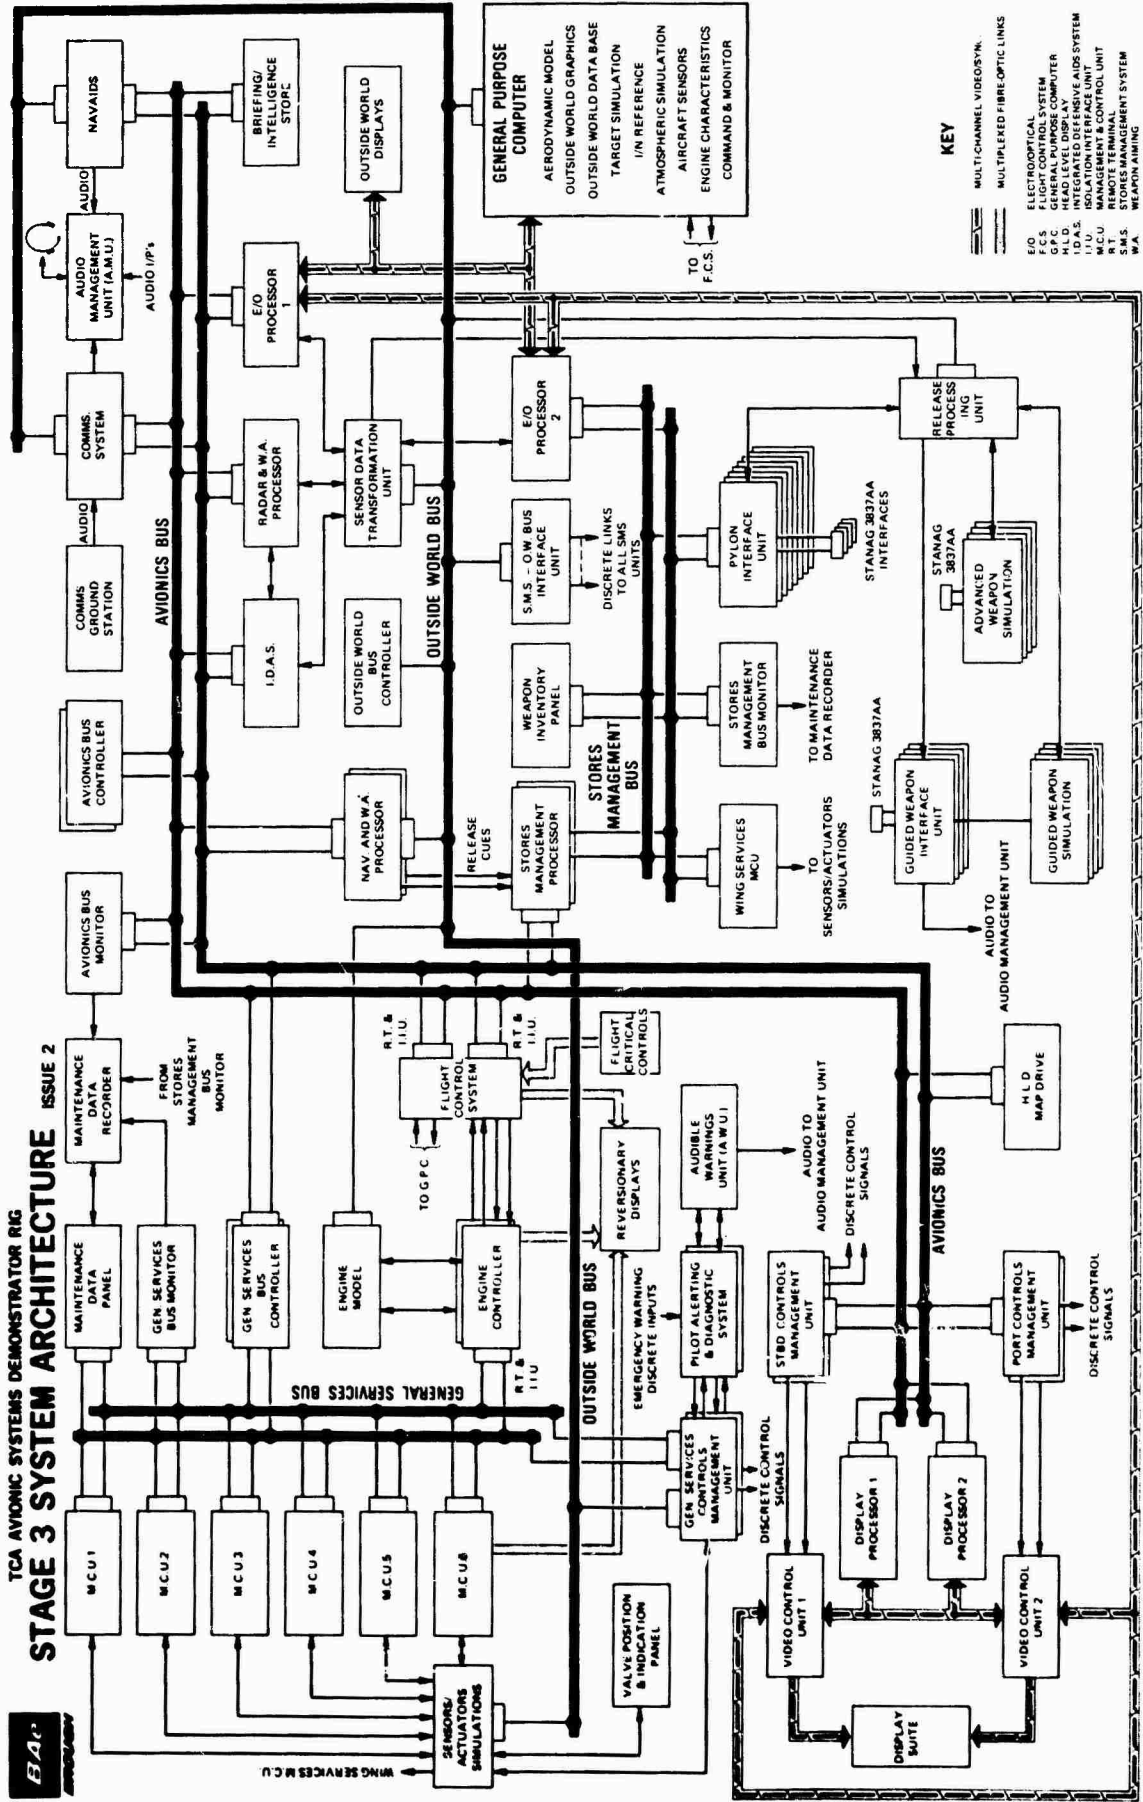 BAe
TCA AVIONIC SYSTEMS DEMONSTRATOR RIG
STAGE 3 SYSTEM ARCHITECTURE ISSUE 2
MCU1
MCU2
MCU3
MCU4
MCU5
MCU6
SENSORS/
ACTUATORS
SIMULATIONS
WING SERVICES M.C.U.
MAINTENANCE
DATA
PANEL
GEN SERVICES
BUS MONITOR
GEN SERVICES
BUS
CONTROLLER
ENGINE
MODEL
ENGINE
CONTROLLER
R T &
I I U
GENERAL SERVICES BUS
MAINTENANCE
DATA
RECORDER
FROM
STORES
MANAGEMENT
BUS
MONITOR
AVIONICS BUS
MONITOR
AVIONICS BUS
CONTROLLER
COMMS
GROUND
STATION
AUDIO
COMMS.
SYSTEM
AUDIO
MANAGEMENT
UNIT (A.M.U.)
AUDIO I/P's
AUDIO
NAVAIDS
BRIEFING/
INTELLIGENCE
STORE
AVIONICS BUS
I.D.A.S.
RADAR & W.A.
PROCESSOR
E/O
PROCESSOR
1
OUTSIDE WORLD
DISPLAYS
NAV. AND W.A.
PROCESSOR
OUTSIDE WORLD
BUS
CONTROLLER
SENSOR DATA
TRANSFORMATION
UNIT
OUTSIDE WORLD BUS
RELEASE
CUES
R.T. &
I.I.U.
FLIGHT
CONTROL
SYSTEM
R T &
I.I.U.
TO G P C
FLIGHT
CRITICAL
CONTROLS
REVERSIONARY
DISPLAYS
STORES
MANAGEMENT
PROCESSOR
WEAPON
INVENTORY
PANEL
S.M.S. - O.W. BUS
INTERFACE
UNIT
DISCRETE LINKS
TO ALL SMS
UNITS
E/O
PROCESSOR
2
STORES
MANAGEMENT
BUS
GENERAL PURPOSE
COMPUTER
AERODYNAMIC MODEL
OUTSIDE WORLD GRAPHICS
OUTSIDE WORLD DATA BASE
TARGET SIMULATION
I/N REFERENCE
ATMOSPHERIC SIMULATION
AIRCRAFT SENSORS
ENGINE CHARACTERISTICS
COMMAND & MONITOR
TO
F.C.S.
WING SERVICES
MCU
TO
SENSORS/ACTUATORS
SIMULATIONS
STORES
MANAGEMENT
BUS MONITOR
TO MAINTENANCE
DATA RECORDER
PYLON
INTERFACE
UNIT
STANAG 3837AA
INTERFACES
RELEASE
PROCESS
ING
UNIT
STANAG 3837AA
GUIDED WEAPON
INTERFACE
UNIT
AUDIO TO
AUDIO MANAGEMENT UNIT
STANAG
3837AA
ADVANCED
WEAPON
SIMULATION
GUIDED WEAPON
SIMULATION
OUTSIDE WORLD BUS
EMERGENCY WARNING
DISCRETE INPUTS
GEN SERVICES
CONTROLS
MANAGEMENT
UNIT
DISCRETE CONTROL
SIGNALS
PILOT ALERTING
& DIAGNOSTIC
SYSTEM
AUDIBLE
WARNINGS
UNIT (A W U )
AUDIO TO
AUDIO MANAGEMENT UNIT
VALVE POSITION
& INDICATION
PANEL
STBD CONTROLS
MANAGEMENT
UNIT
DISCRETE CONTROL
SIGNALS
AVIONICS BUS
H L D
MAP DRIVE
PORT CONTROLS
MANAGEMENT
UNIT
DISCRETE CONTROL
SIGNALS
DISPLAY
PROCESSOR 1
DISPLAY
PROCESSOR 2
VIDEO CONTROL
UNIT 1
VIDEO CONTROL
UNIT 2
DISPLAY
SUITE
KEY
MULTI-CHANNEL VIDEO/SYN.
MULTIPLEXED FIBRE-OPTIC LINKS
E/O ELECTRO/OPTICAL
F C S FLIGHT CONTROL SYSTEM
G.P.C GENERAL PURPOSE COMPUTER
H.L.D. HEAD LEVEL DISPLAY
I.D.A.S. INTEGRATED DEFENSIVE AIDS SYSTEM
I I U ISOLATION INTERFACE UNIT
M.C.U. MANAGEMENT & CONTROL UNIT
R T. REMOTE TERMINAL
S.M.S. STORES MANAGEMENT SYSTEM
W.A. WEAPON AIMING